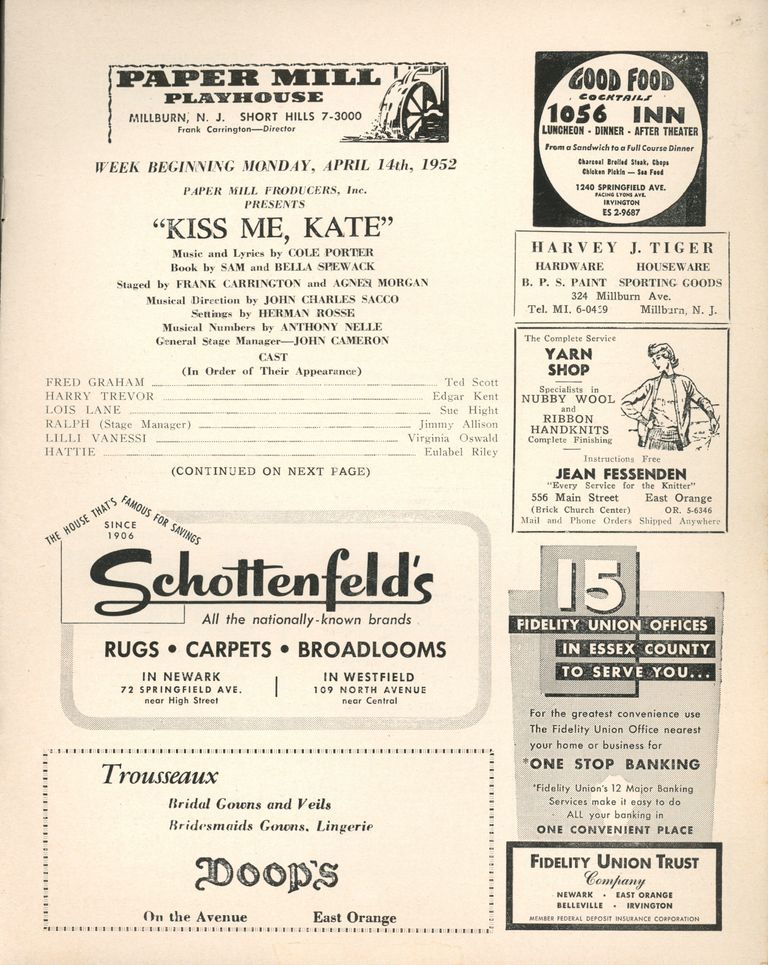 PAPER MILL
PLAYHOUSE
MILLBURN, N. J. SHORT HILLS 7-3000
Frank Carrington—Director
WEEK BEGINNING MONDAY, APRIL 14th, 1952
PAPER MILL PRODUCERS, Inc.
PRESENTS
“KISS ME, KATE”
Music and Lyrics by COLE PORTER
Book by SAM and BELLA SPEWACK
Staged by FRANK CARRINGTON and AGNES MORGAN
Musical Direction by JOHN CHARLES SACCO
Settings by HERMAN ROSSE
Musical Numbers by ANTHONY NELLE
General Stage Manager—JOHN CAMERON
CAST
(In Order of Their Appearance)
FRED GRAHAM Ted Scott
HARRY TREVOR Edgar Kent
LOIS LANE Sue Hight
RALPH (Stage Manager) Jimmy Allison
LILLI VANESSI Virginia Oswald
HATTIE Eulabel Riley
(CONTINUED ON NEXT PAGE)
THE HOUSE THAT'S FAMOUS FOR SAVINGS
SINCE
1906
Schottenfeld's
All the nationally-known brands
RUGS • CARPETS • BROADLOOMS
IN NEWARK
72 SPRINGFIELD AVE.
near High Street
IN WESTFIELD
109 NORTH AVENUE
near Central
Trousseaux
Bridal Gowns and Veils
Bridesmaids Gowns, Lingerie
Doop's
On the Avenue East Orange
GOOD FOOD
COCKTAILS
1056 INN
LUNCHEON - DINNER - AFTER THEATER
From a Sandwich to a Full Course Dinner
Charcoal Broiled Steak, Chops
Chicken Pickin — Sea Food
1240 SPRINGFIELD AVE.
FACING LYONS AVE.
IRVINGTON
ES 2-9687
HARVEY J. TIGER
HARDWARE HOUSEWARE
B. P. S. PAINT SPORTING GOODS
324 Millburn Ave.
Tel. MI. 6-0459 Millburn, N. J.
The Complete Service
YARN
SHOP
Specialists in
NUBBY WOOL
and
RIBBON
HANDKNITS
Complete Finishing
Instructions Free
JEAN FESSENDEN
"Every Service for the Knitter"
556 Main Street East Orange
(Brick Church Center) OR. 5-6346
Mail and Phone Orders Shipped Anywhere
15
FIDELITY UNION OFFICES
IN ESSEX COUNTY
TO SERVE YOU...
For the greatest convenience use
The Fidelity Union Office nearest
your home or business for
*ONE STOP BANKING
*Fidelity Union's 12 Major Banking
Services make it easy to do
ALL your banking in
ONE CONVENIENT PLACE
FIDELITY UNION TRUST
Company
NEWARK • EAST ORANGE
BELLEVILLE • IRVINGTON
MEMBER FEDERAL DEPOSIT INSURANCE CORPORATION